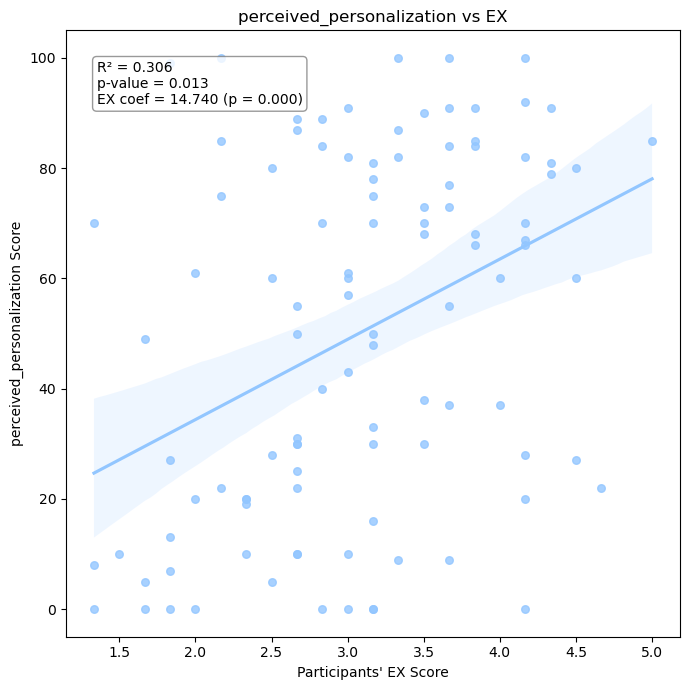 perceived_personalization vs EX
R² = 0.306
p-value = 0.013
EX coef = 14.740 (p = 0.000)
perceived_personalization Score
100
80
60
40
20
0
1.5 2.0 2.5 3.0 3.5 4.0 4.5 5.0
Participants' EX Score